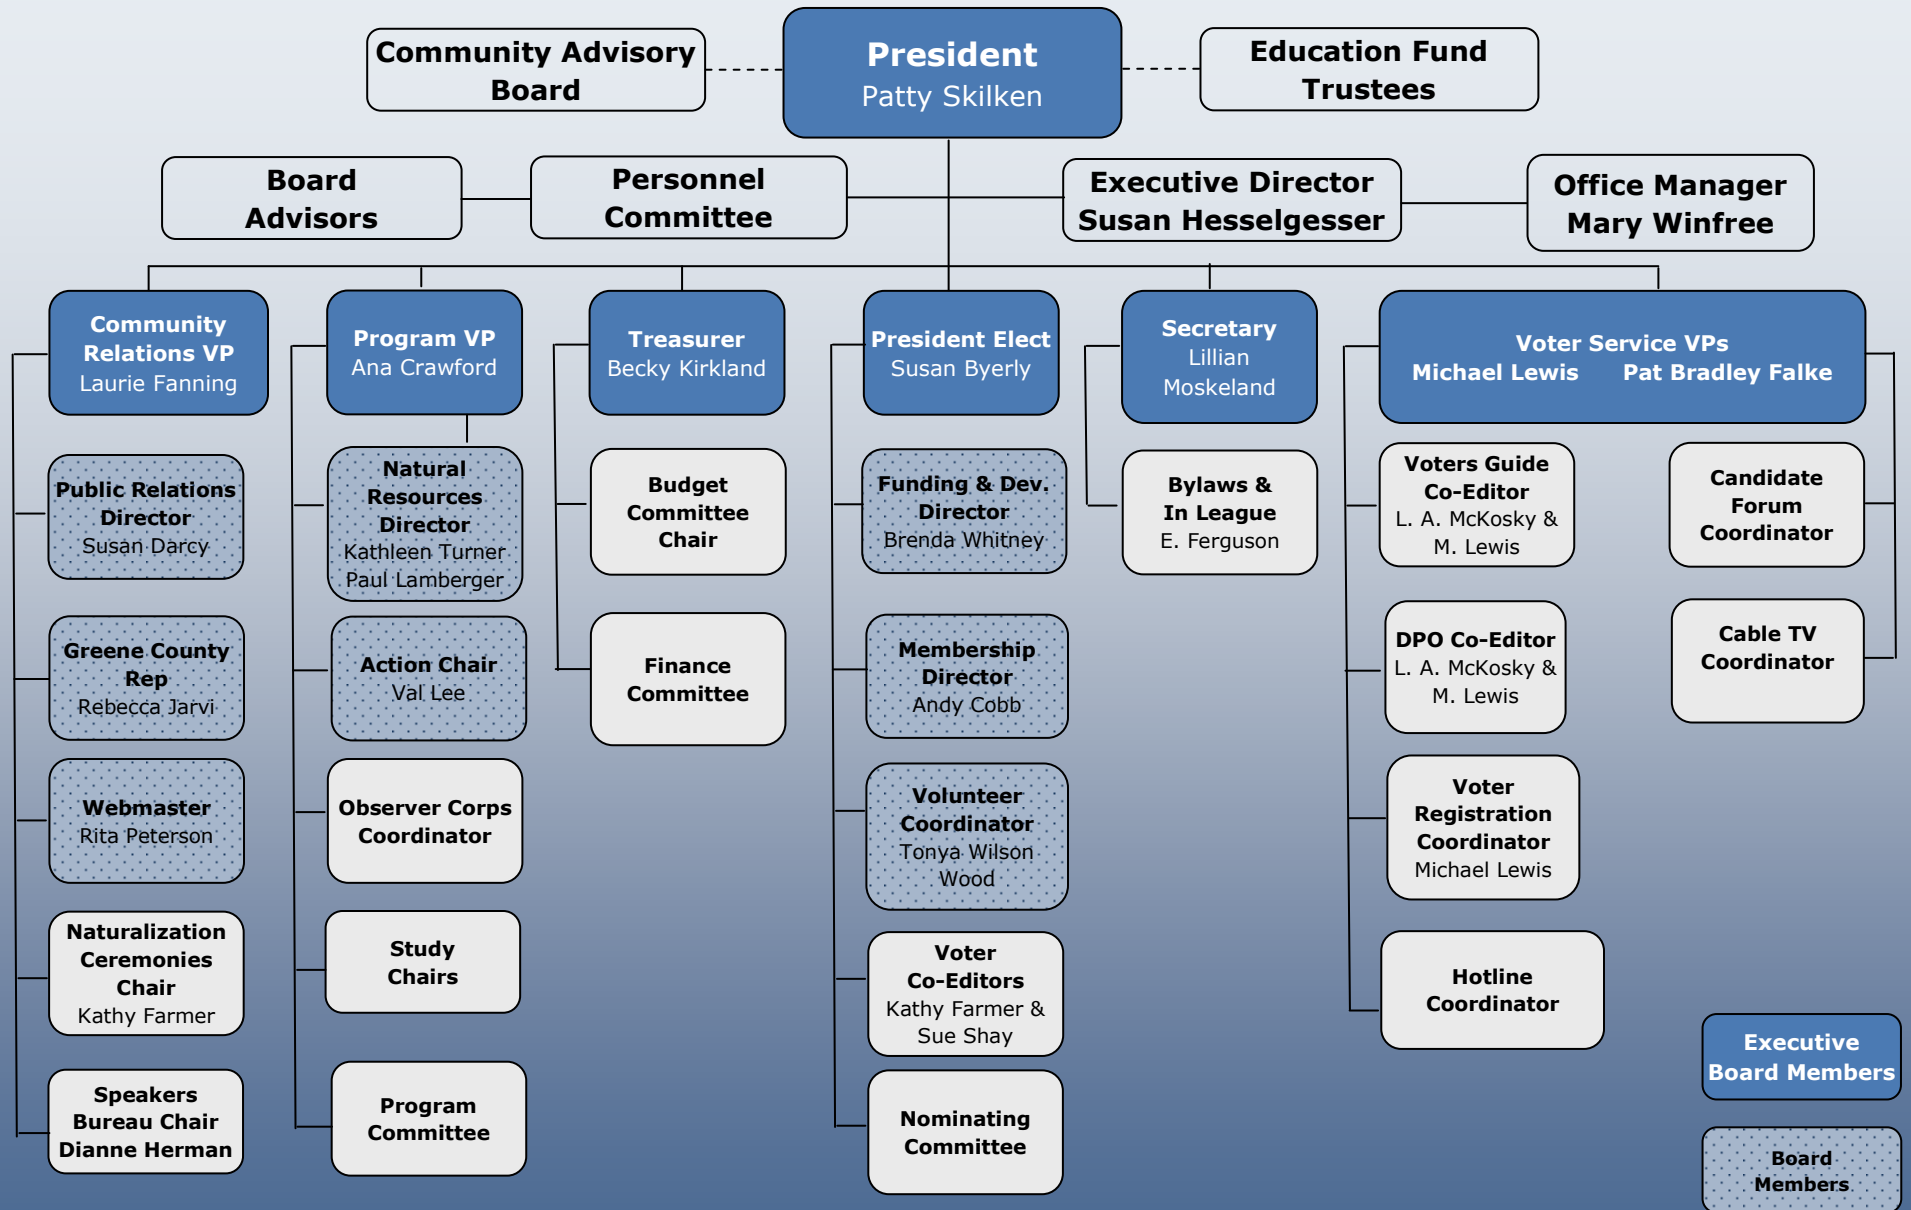 Community Advisory
Board
President
Patty Skilken
Education Fund
Trustees
Board
Advisors
Personnel
Committee
Executive Director
Susan Hesselgesser
Office Manager
Mary Winfree
Community
Relations VP
Laurie Fanning
Program VP
Ana Crawford
Treasurer
Becky Kirkland
President Elect
Susan Byerly
Secretary
Lillian
Moskeland
Voter Service VPs
Michael Lewis Pat Bradley Falke
Public Relations
Director
Susan Darcy
Natural
Resources
Director
Kathleen Turner
Paul Lamberger
Budget
Committee
Chair
Funding & Dev.
Director
Brenda Whitney
Bylaws &
In League
E. Ferguson
Voters Guide
Co-Editor
L. A. McKosky &
M. Lewis
Candidate
Forum
Coordinator
Greene County
Rep
Rebecca Jarvi
Action Chair
Val Lee
Finance
Committee
Membership
Director
Andy Cobb
DPO Co-Editor
L. A. McKosky &
M. Lewis
Cable TV
Coordinator
Webmaster
Rita Peterson
Observer Corps
Coordinator
Volunteer
Coordinator
Tonya Wilson
Wood
Voter
Registration
Coordinator
Michael Lewis
Naturalization
Ceremonies
Chair
Kathy Farmer
Study
Chairs
Voter
Co-Editors
Kathy Farmer &
Sue Shay
Hotline
Coordinator
Speakers
Bureau Chair
Dianne Herman
Program
Committee
Nominating
Committee
Executive
Board Members
Board
Members